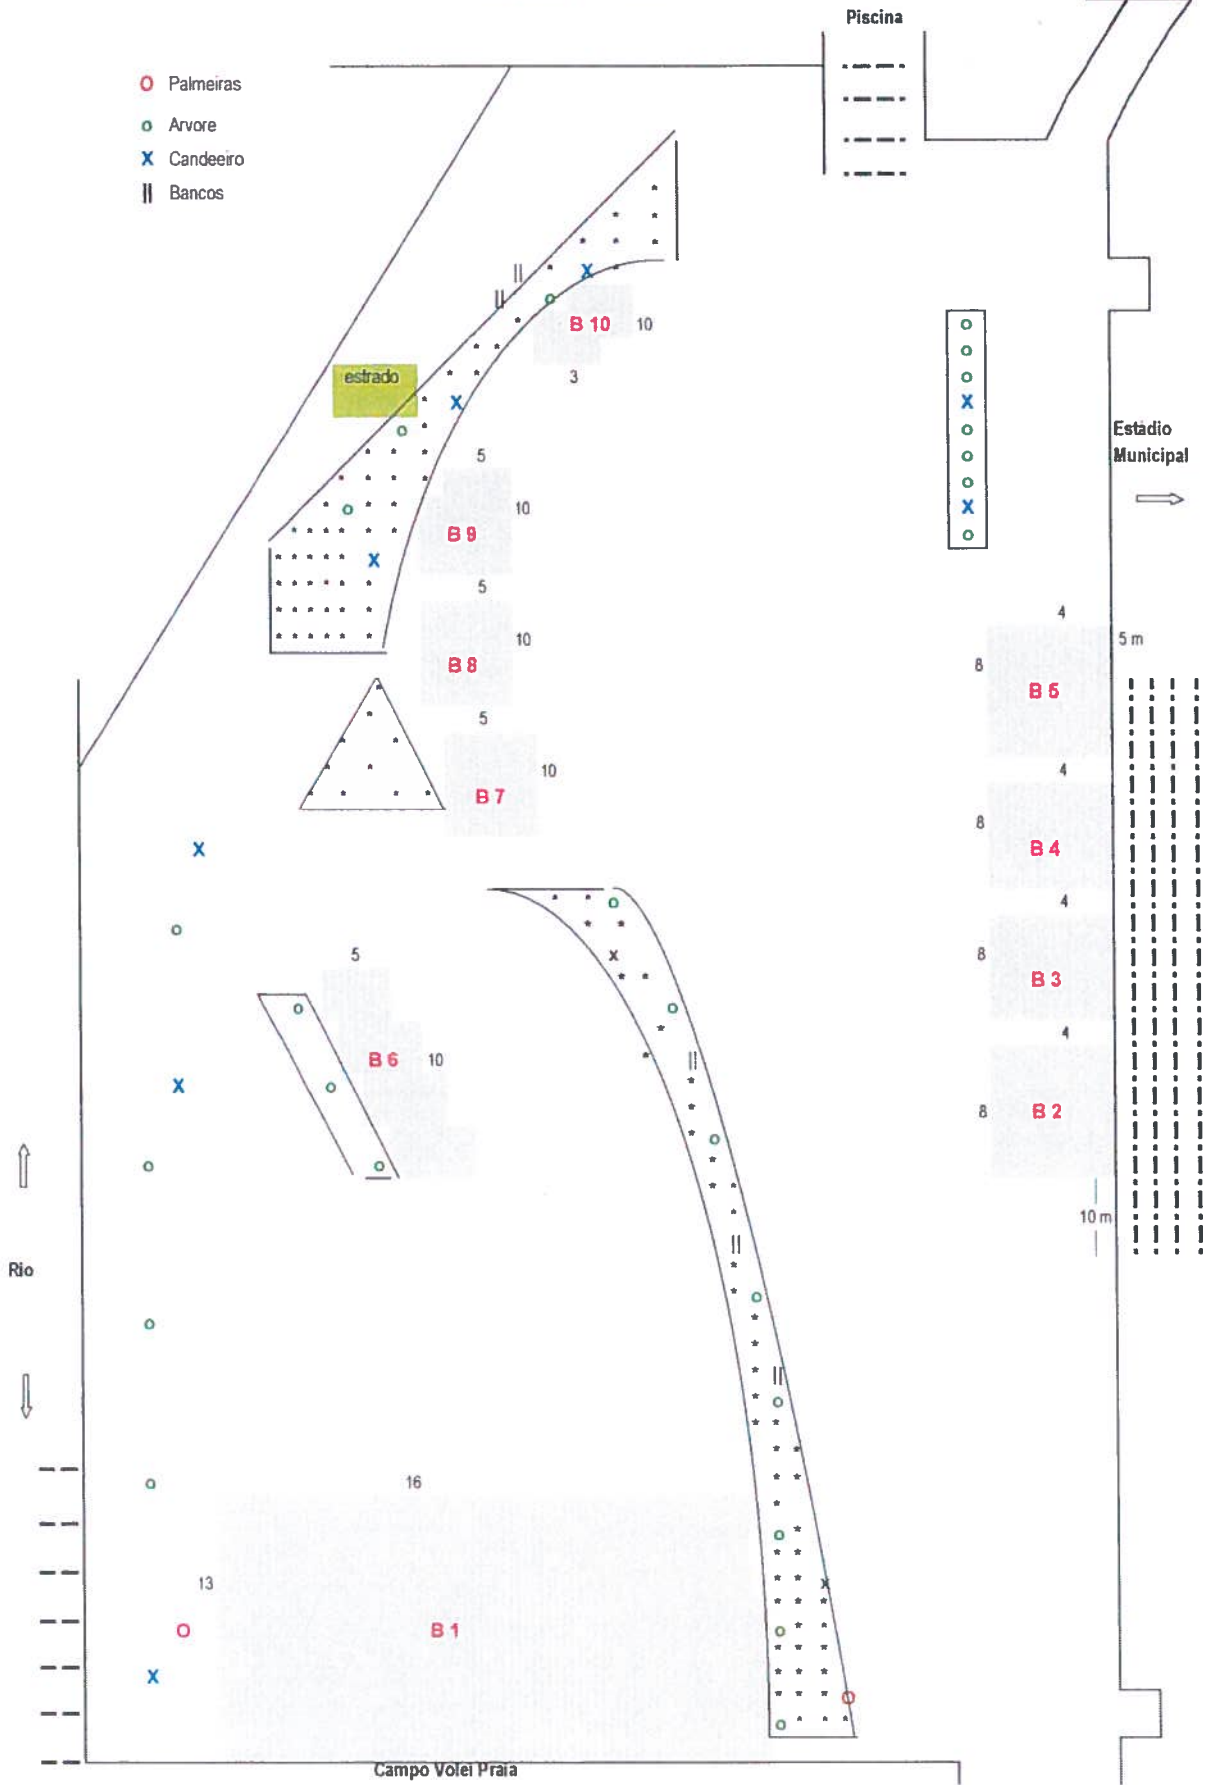 Piscina
O Palmeiras
o Arvore
X Candeeiro
|| Bancos
B 10 10
estrado
3
Estádio
Municipal
5
10
B 9
5
4
10
5 m
8
B 8
B 5
5
10
4
B 7
8
B 4
4
5
8
B 3
4
B 6 10
8
B 2
10 m
Rio
16
13
B 1
Campo Volei Praia